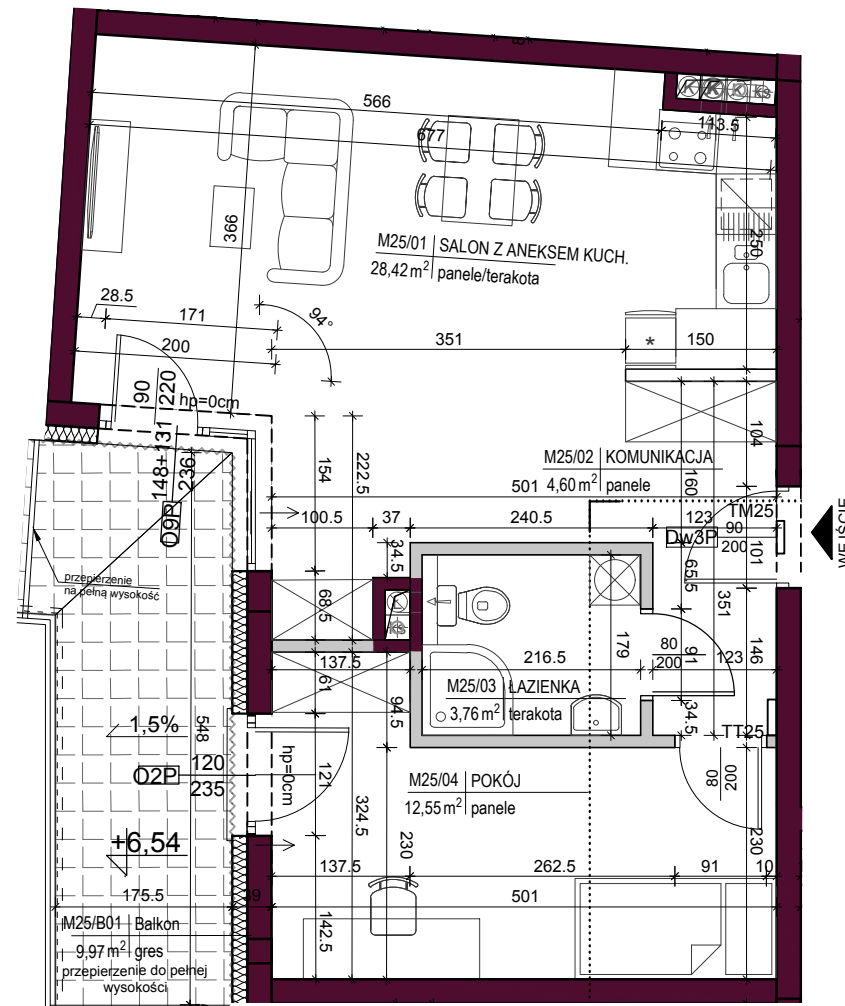 566
113.5
677
366
250
M25/01 SALON Z ANEKSEM KUCH.
28,42 m² panele/terakota
28.5
171
94°
200
351
*
150
90
220
hp=0cm
104
148+131
236
O9P
154
222.5
M25/02 KOMUNIKACJA
4,60 m² panele
160
501
TM25
100.5
37
240.5
123
Dw3P
90
200
101
WEJŚCIE
34.5
65.5
przepierzenie
na pełną wysokość
68.5
KS
179
80
200
91
351
146
137.5
216.5
123
61
94.5
M25/03 ŁAZIENKA
3,76 m² terakota
34.5
TT25
1,5%
548
O2P
120
235
hp=0cm
121
M25/04 POKÓJ
12,55 m² panele
324.5
80
200
+6,54
230
230
137.5
262.5
91
10
175.5
39
501
142.5
M25/B01 Balkon
9,97 m² gres
przepierzenie do pełnej
wysokości